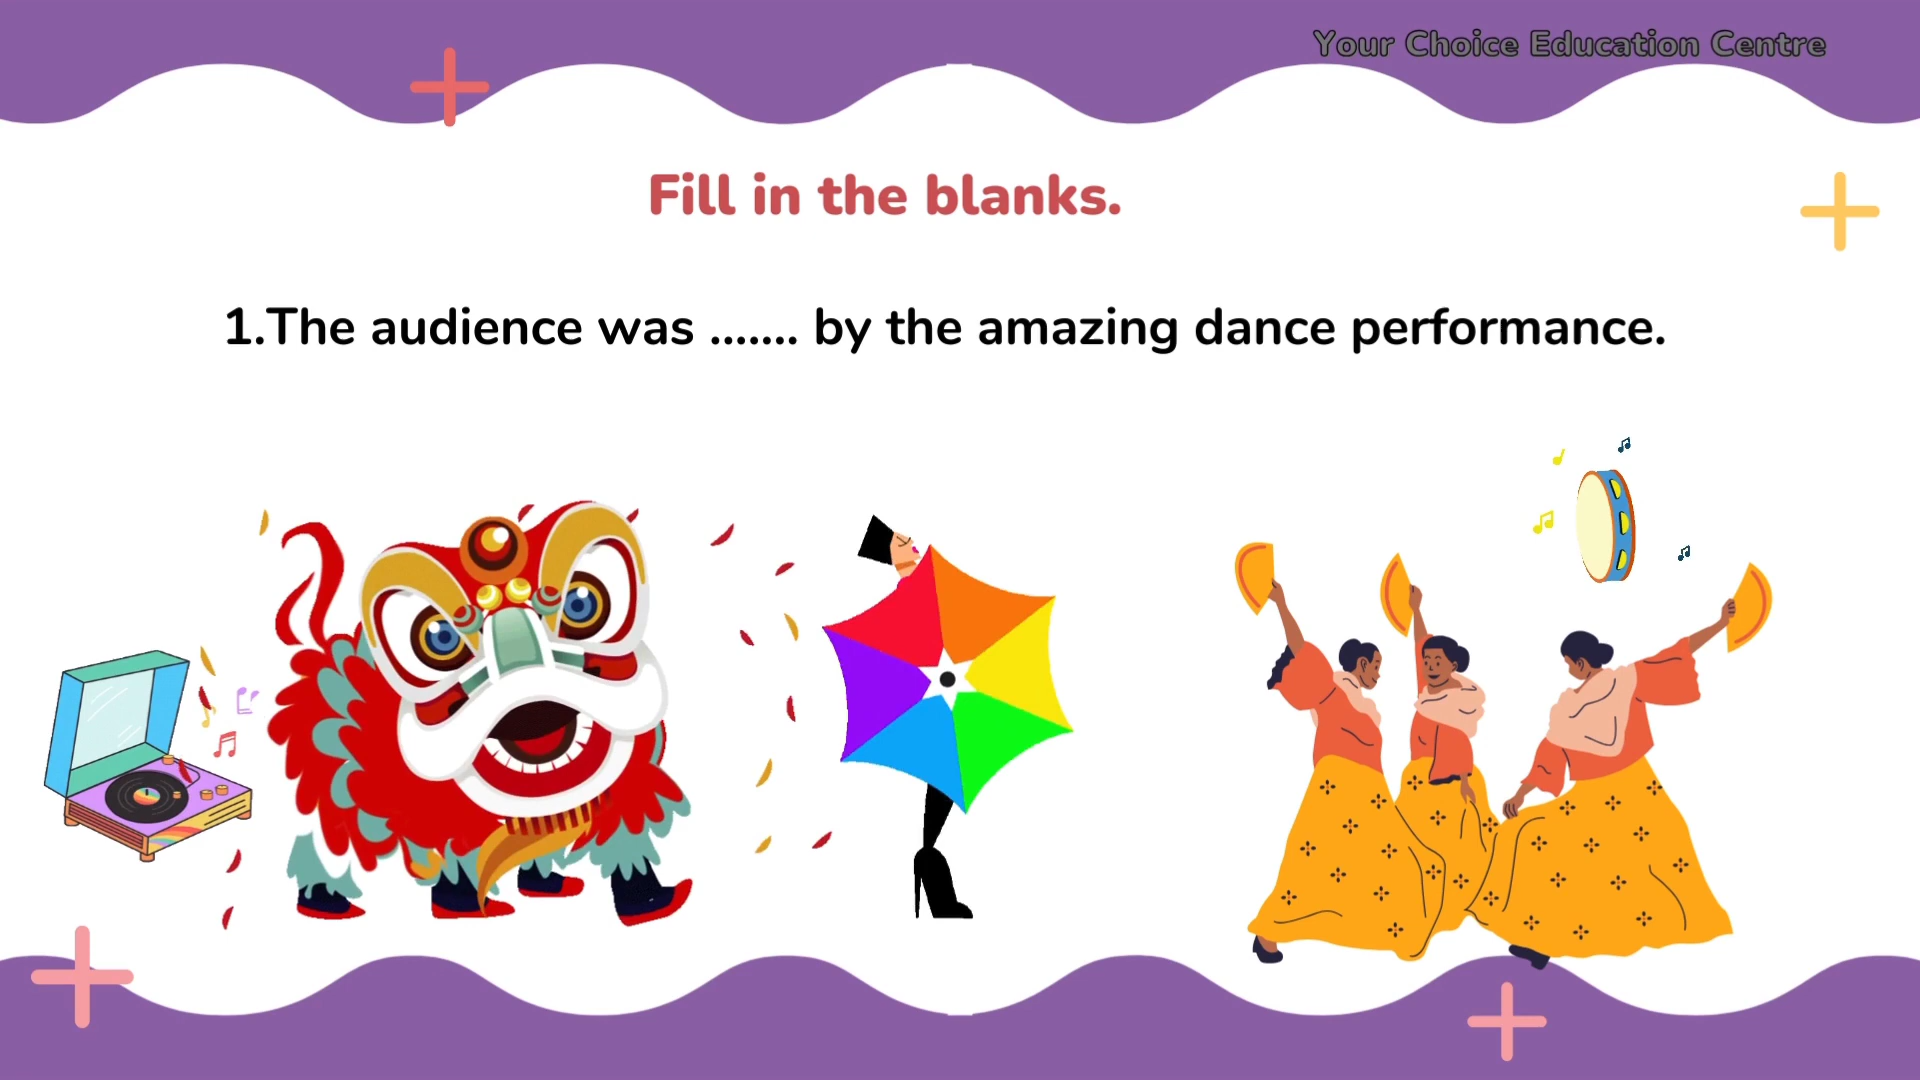 Your Choice Education Centre
Fill in the blanks.
1.The audience was ....... by the amazing dance performance.